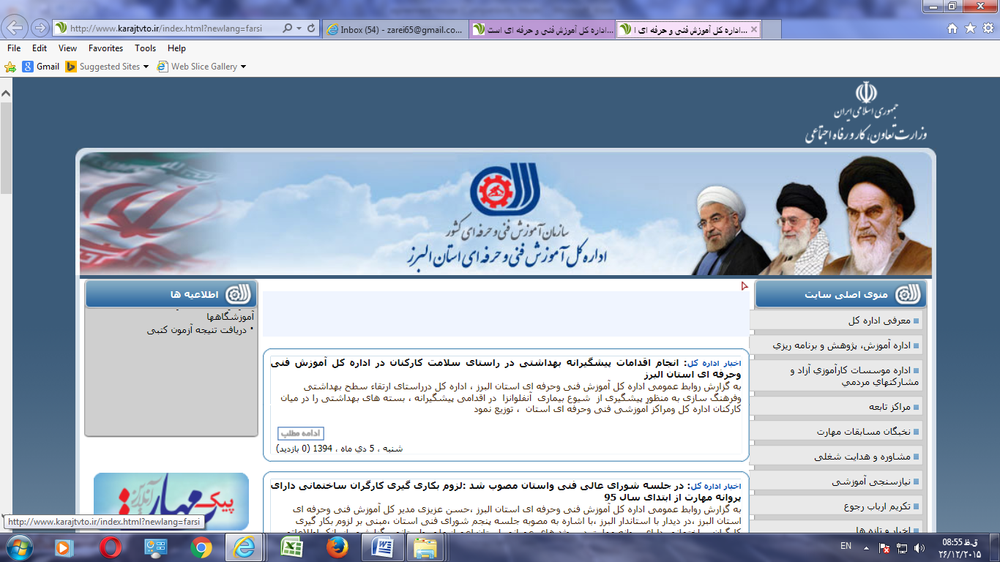 http://www.karajtvto.ir/index.html?newlang=farsi
Inbox (54) - zarei65@gmail.co...
...اداره کل آموزش فنی و حرفه ای است
...اداره کل آموزش فنی و حرفه ای ا
File Edit View Favorites Tools Help
Gmail Suggested Sites Web Slice Gallery
جمهوری اسلامی ایران
وزارت تعاون، کار و رفاه اجتماعی
سازمان آموزش فنی و حرفه ای کشور
اداره کل آموزش فنی و حرفه ای استان البرز
منوی اصلی سایت
معرفی اداره کل
اداره آموزش، پژوهش و برنامه ريزي
اداره موسسات کارآموزي آزاد و
مشارکتهاي مردمي
مراکز تابعه
نخبگان مسابقات مهارت
مشاوره و هدایت شغلی
نیازسنجی آموزشی
تکریم ارباب رجوع
اخبار و تازه ها
اخبار اداره کل: انجام اقدامات پیشگیرانه بهداشتی در راستای سلامت کارکنان در اداره کل آموزش فنی
وحرفه ای استان البرز
به گزارش روابط عمومی اداره کل آموزش فنی وحرفه ای استان البرز ، اداره کل درراستای ارتقاء سطح بهداشتی
وفرهنگ سازی به منظور پیشگیری از شیوع بیماری آنفلوانزا در اقدامی پیشگیرانه ، بسته های بهداشتی را در میان
کارکنان اداره کل ومراکز آموزشی فنی وحرفه ای استان ، توزیع نمود
ادامه مطلب
شنبه ، 5 دي ماه ، 1394 (0 بازدید)
اخبار اداره کل: در جلسه شورای عالی فنی واستان مصوب شد :لزوم بکاری گیری کارگران ساختمانی دارای
پروانه مهارت از ابتدای سال 95
به گزارش روابط عمومی اداره کل آموزش فنی وحرفه ای استان البرز ،حسن عزیزی مدیر کل آموزش فنی وحرفه ای
استان البرز ،در دیدار با استاندار البرز ،با اشاره به مصوبه جلسه پنجم شورای فنی استان ،مبنی بر لزوم بکار گیری
اطلاعیه ها
آموزشگاهها
• دریافت نتیجه آزمون کتبی
پیک مهارت آنلاین
http://www.karajtvto.ir/index.html?newlang=farsi
EN
08:55 ق.ظ
۲۶/۱۲/۲۰۱۵